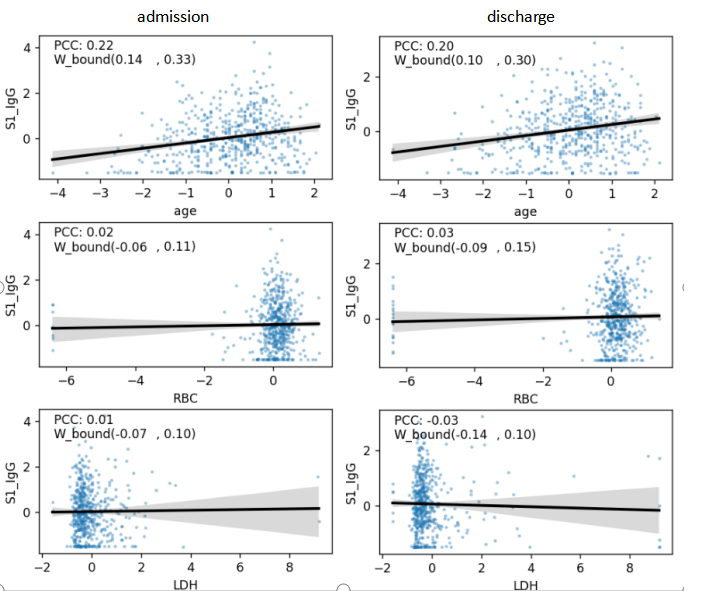 admission
discharge
PCC: 0.22
W_bound(0.14 , 0.33)
S1_IgG
4
2
0
−4 −3 −2 −1 0 1 2
age
PCC: 0.20
W_bound(0.10 , 0.30)
S1_IgG
2
0
−4 −3 −2 −1 0 1 2
age
PCC: 0.02
W_bound(-0.06 , 0.11)
S1_IgG
4
2
0
−6 −4 −2 0
RBC
PCC: 0.03
W_bound(-0.09 , 0.15)
S1_IgG
2
0
−6 −4 −2 0
RBC
PCC: 0.01
W_bound(-0.07 , 0.10)
S1_IgG
4
2
0
−2 0 2 4 6 8
LDH
PCC: -0.03
W_bound(-0.14 , 0.10)
S1_IgG
2
0
−2 0 2 4 6 8
LDH